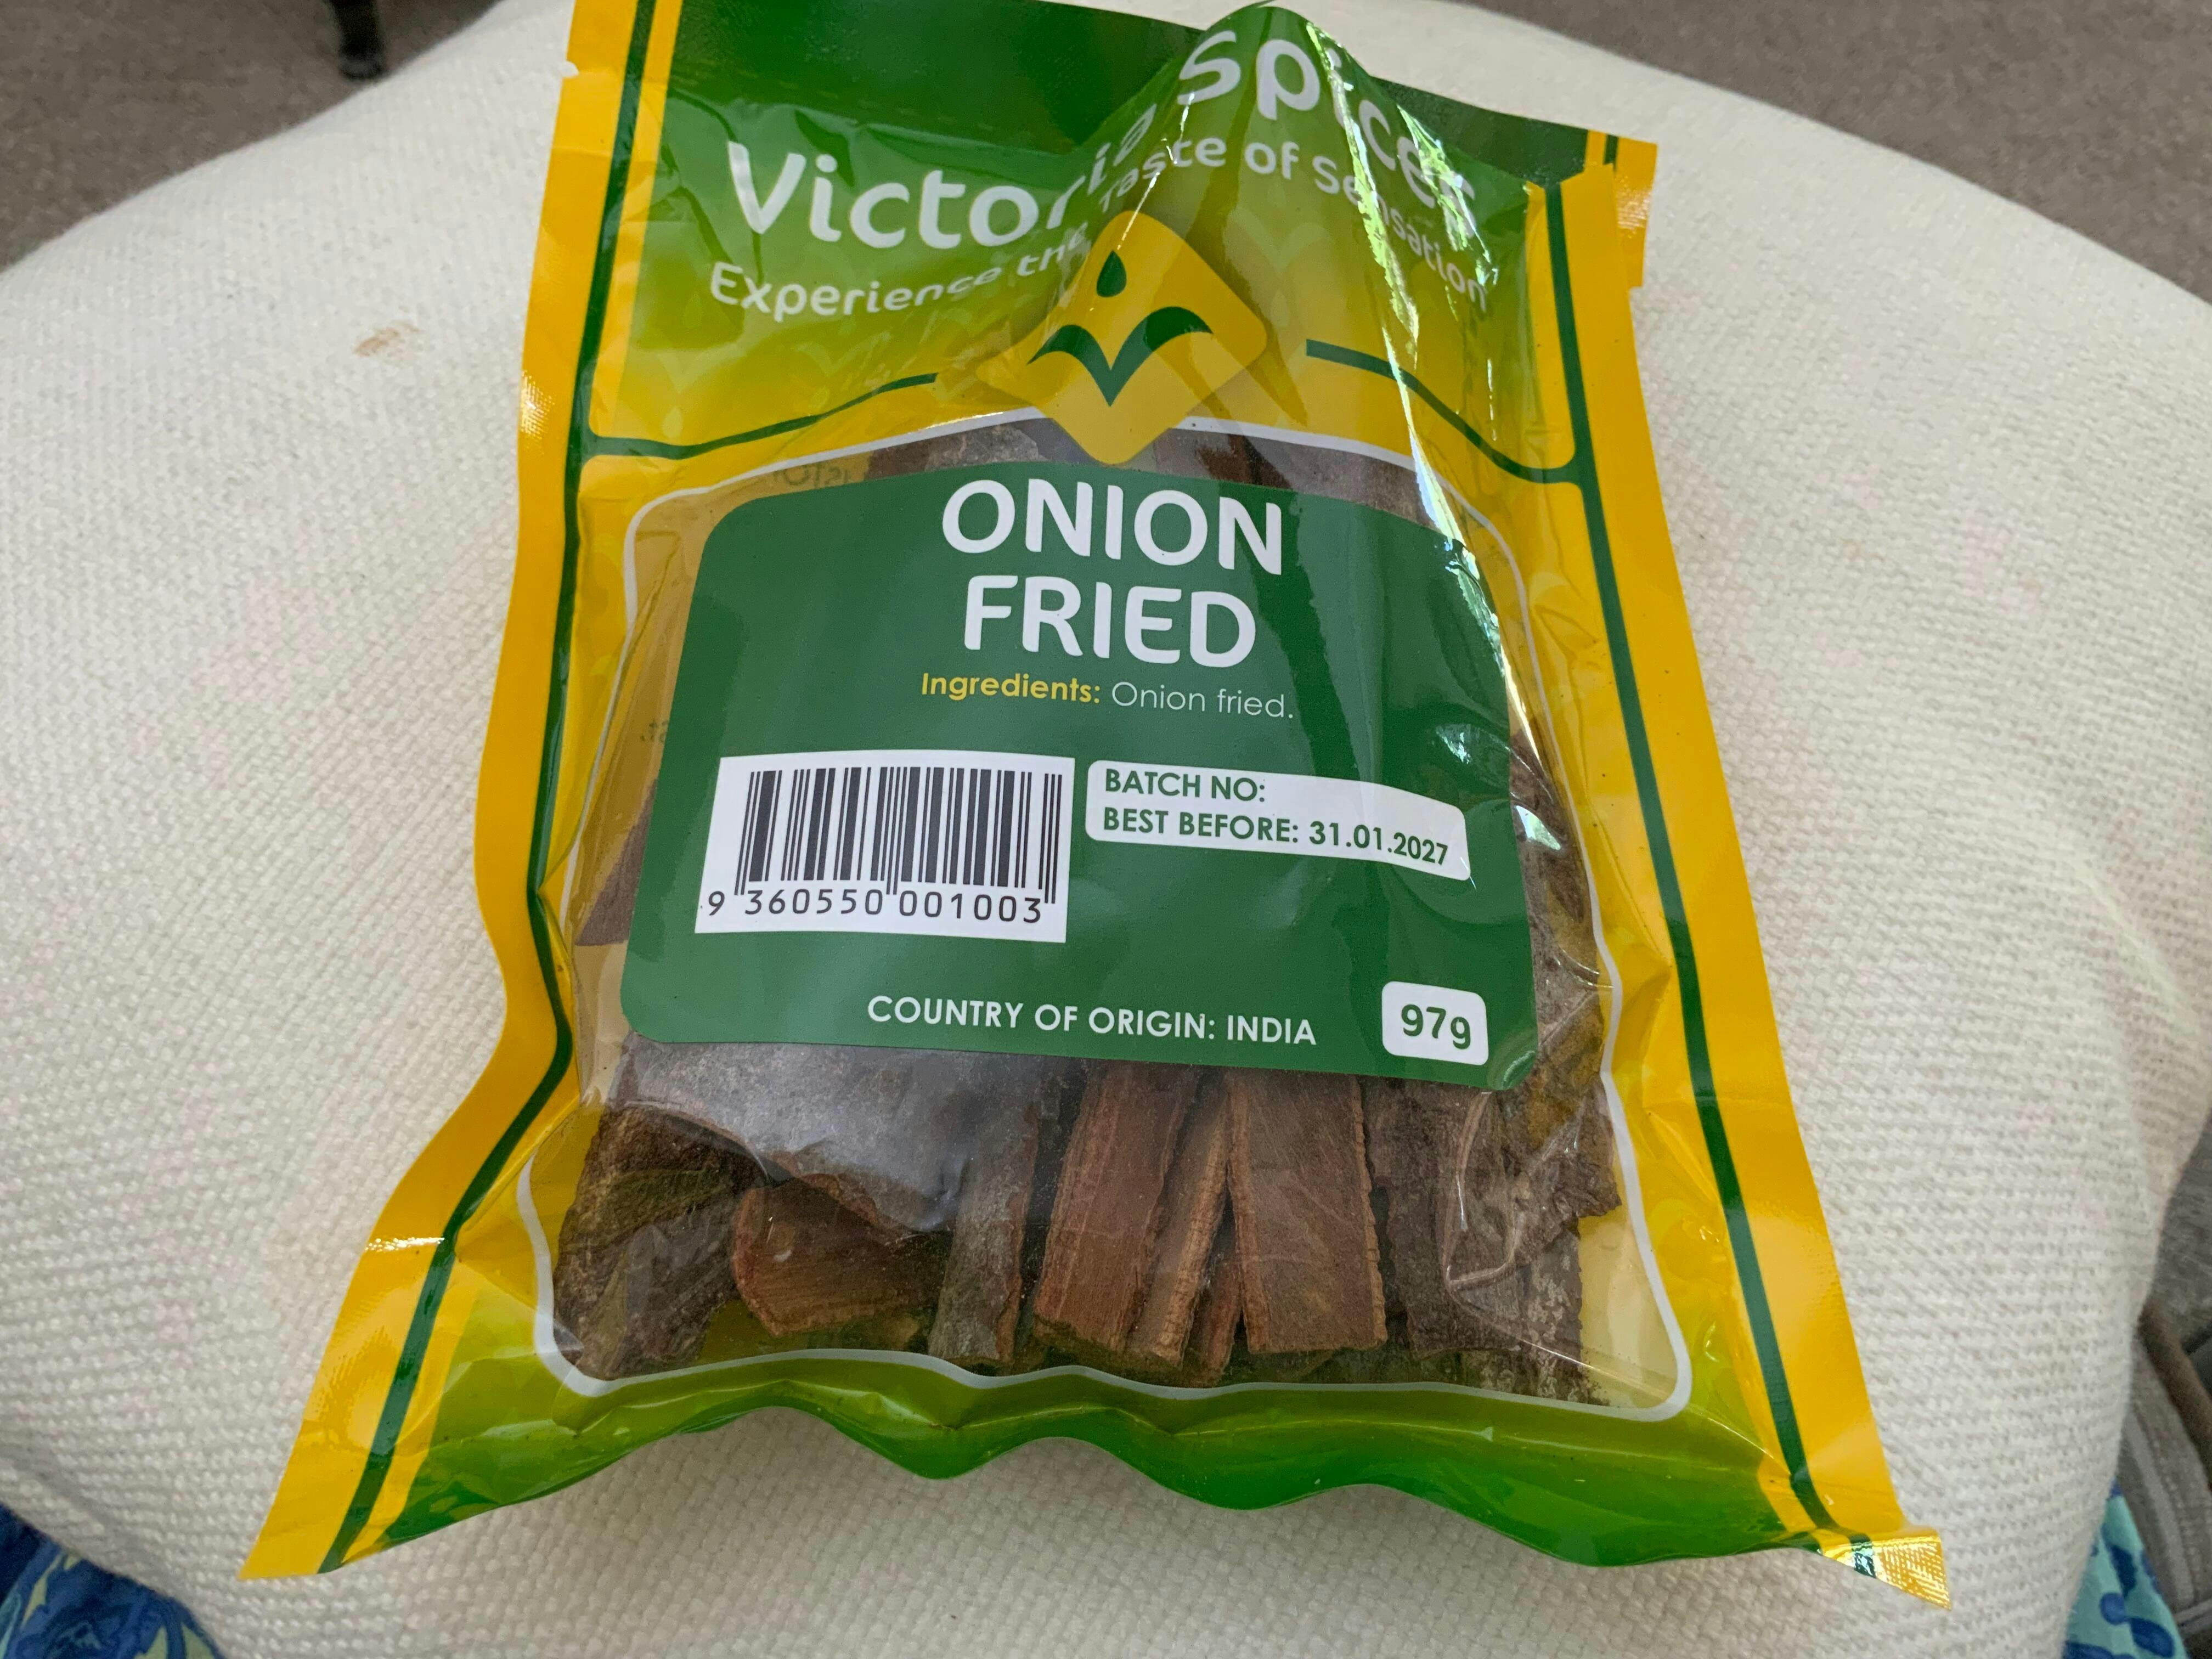 Victoria Spices
Experience the Taste of Sensation
ONION
FRIED
Ingredients: Onion fried.
BATCH NO:
BEST BEFORE: 31.01.2027
9 360550 001003
COUNTRY OF ORIGIN: INDIA
97g